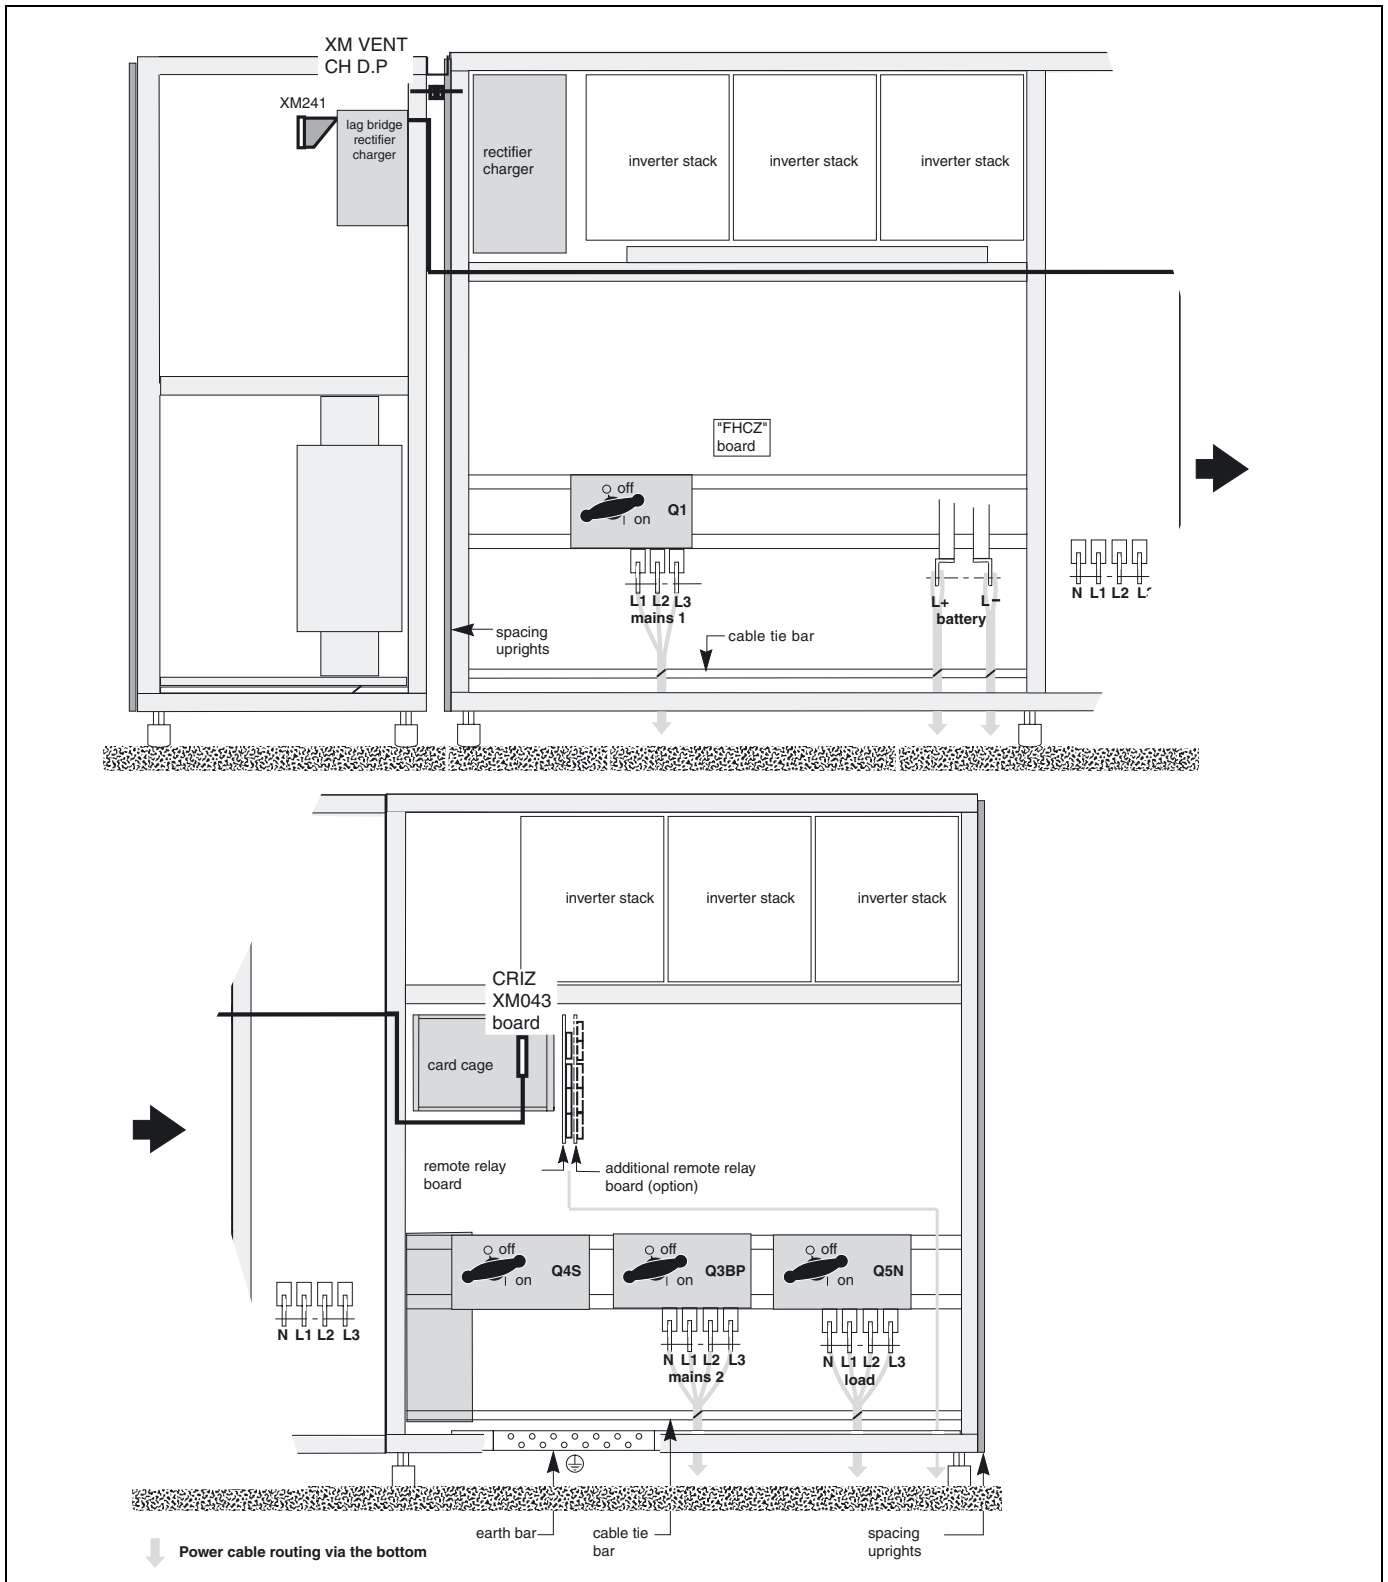 XM VENT
CH D.P
XM241
lag bridge
rectifier
charger
rectifier
charger
inverter stack
inverter stack
inverter stack
"FHCZ"
board
off
on
Q1
L1 L2 L3
mains 1
L+ L–
battery
N L1 L2
spacing
uprights
cable tie bar
inverter stack
inverter stack
inverter stack
CRIZ
XM043
board
card cage
remote relay
board
additional remote relay
board (option)
off
on
Q4S
off
on
Q3BP
off
on
Q5N
N L1 L2 L3
N L1 L2 L3
mains 2
N L1 L2 L3
load
earth bar
cable tie
bar
spacing
uprights
Power cable routing via the bottom